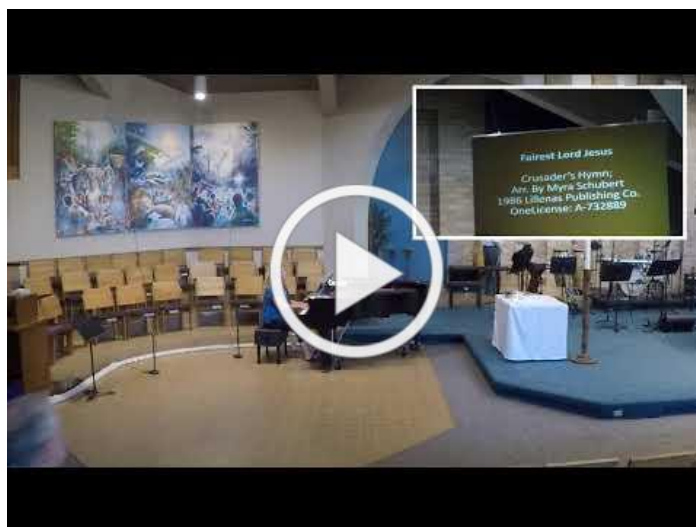 Fairest Lord Jesus
Crusader's Hymn;
Arr. By Myra Schubert
1986 Lillenas Publishing Co.
OneLicense: A-732889